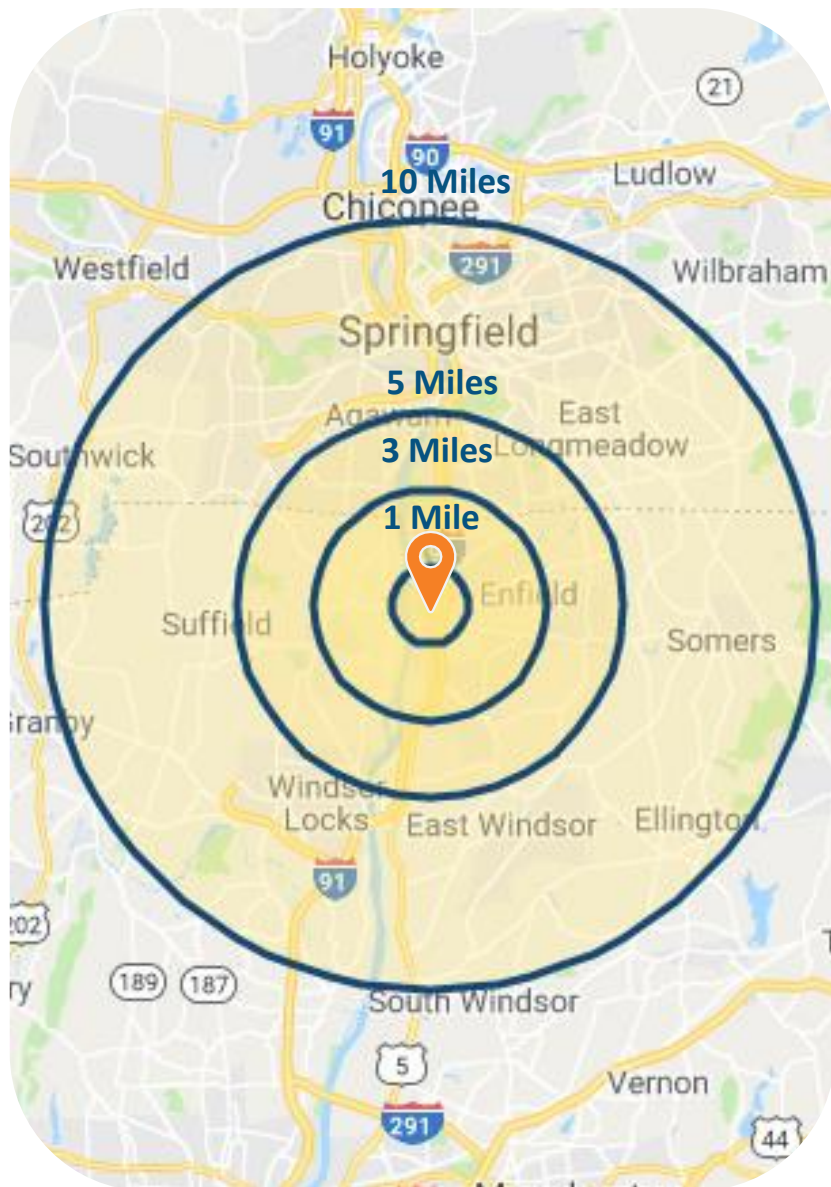 Holyoke
21
91
90
Ludlow
10 Miles
Chicopee
Westfield
291
Wilbraham
Springfield
5 Miles
Agawam
East
Longmeadow
3 Miles
Southwick
202
1 Mile
Enfield
Suffield
Somers
Granby
Windsor
Locks
East Windsor
Ellington
91
202
189
187
South Windsor
5
Vernon
291
44